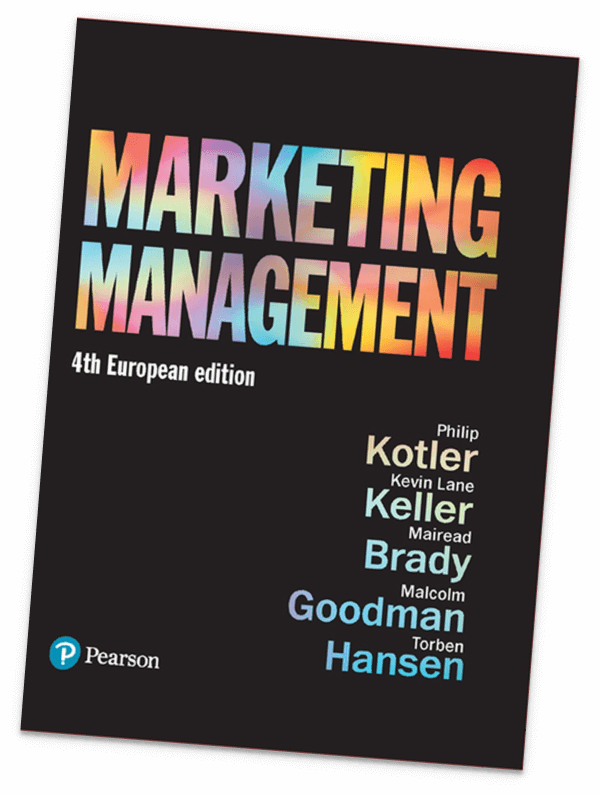 MARKETING
MANAGEMENT
4th European edition
Philip
Kotler
Kevin Lane
Keller
Mairead
Brady
Malcolm
Goodman
Torben
Hansen
P Pearson